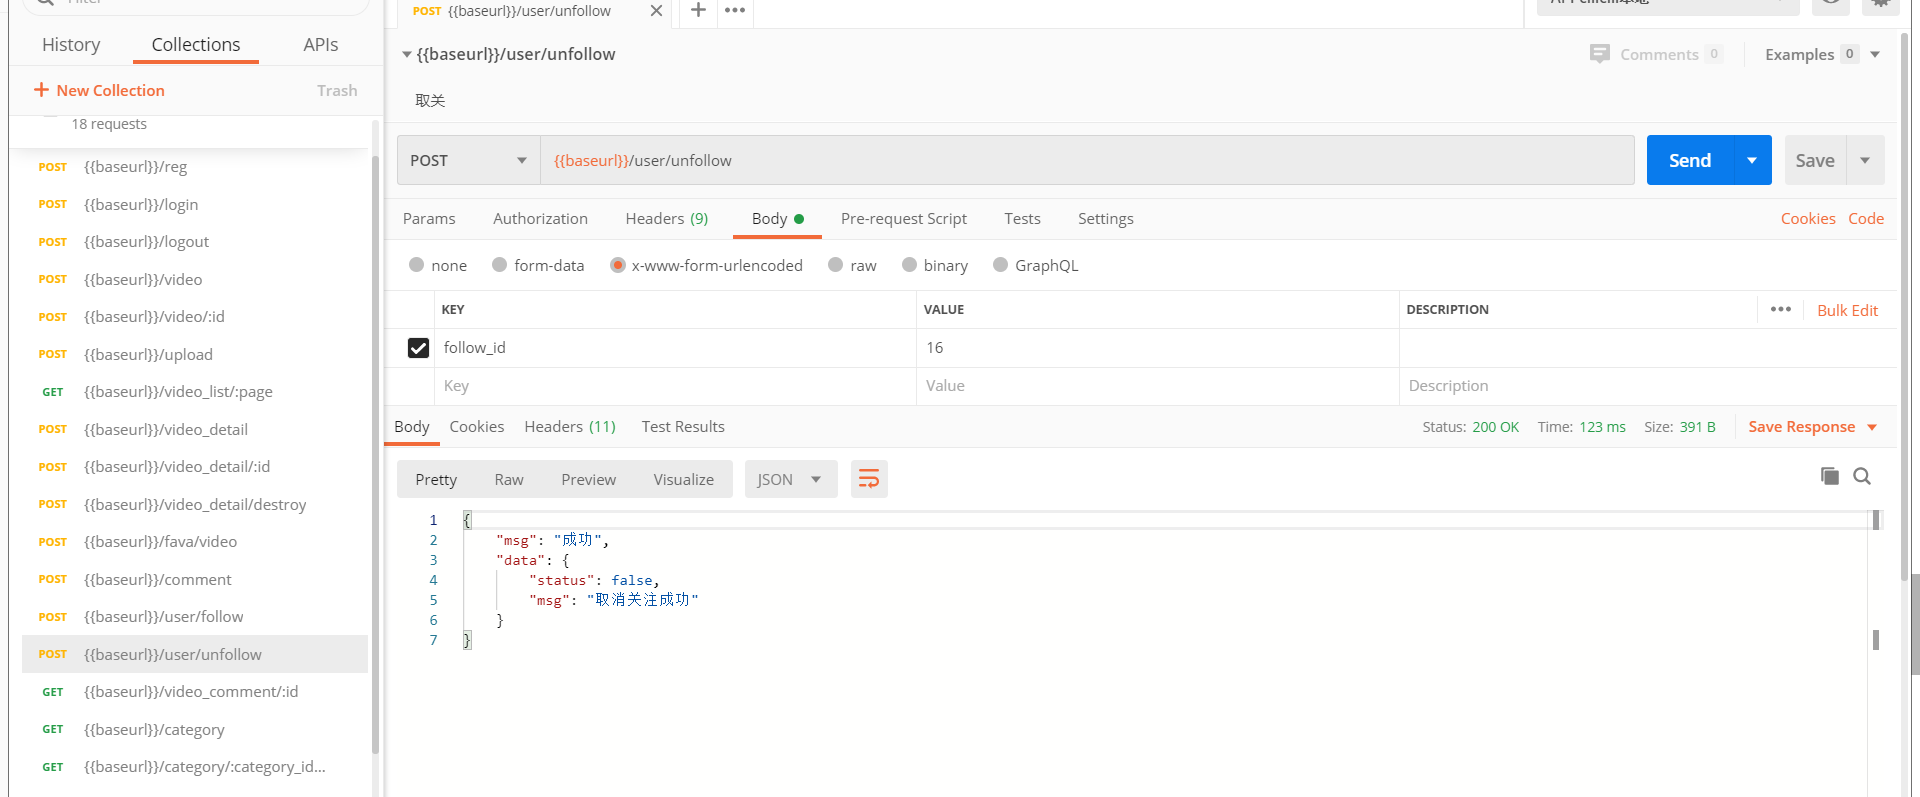 Filter
History Collections APIs
New Collection Trash
18 requests
POST {{baseurl}}/reg
POST {{baseurl}}/login
POST {{baseurl}}/logout
POST {{baseurl}}/video
POST {{baseurl}}/video/:id
POST {{baseurl}}/upload
GET {{baseurl}}/video_list/:page
POST {{baseurl}}/video_detail
POST {{baseurl}}/video_detail/:id
POST {{baseurl}}/video_detail/destroy
POST {{baseurl}}/fava/video
POST {{baseurl}}/comment
POST {{baseurl}}/user/follow
POST {{baseurl}}/user/unfollow
GET {{baseurl}}/video_comment/:id
GET {{baseurl}}/category
GET {{baseurl}}/category/:category_id...
POST {{baseurl}}/user/unfollow
{{baseurl}}/user/unfollow Comments 0 Examples 0
取关
POST {{baseurl}}/user/unfollow Send Save
Params Authorization Headers (9) Body Pre-request Script Tests Settings Cookies Code
none form-data x-www-form-urlencoded raw binary GraphQL
KEY VALUE DESCRIPTION ••• Bulk Edit
follow_id 16
Key Value Description
Body Cookies Headers (11) Test Results Status: 200 OK Time: 123 ms Size: 391 B Save Response
Pretty Raw Preview Visualize JSON
1 {
2 "msg": "成功",
3 "data": {
4 "status": false,
5 "msg": "取消关注成功"
6 }
7 }